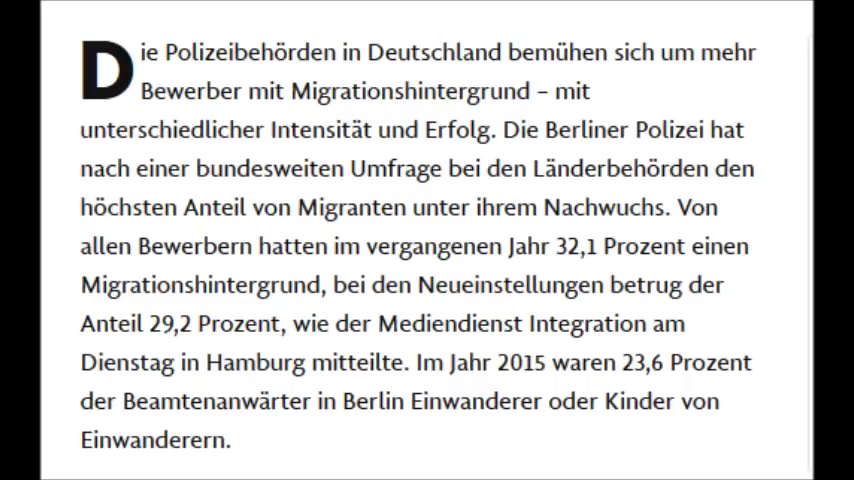 Die Polizeibehörden in Deutschland bemühen sich um mehr
Bewerber mit Migrationshintergrund – mit
unterschiedlicher Intensität und Erfolg. Die Berliner Polizei hat
nach einer bundesweiten Umfrage bei den Länderbehörden den
höchsten Anteil von Migranten unter ihrem Nachwuchs. Von
allen Bewerbern hatten im vergangenen Jahr 32,1 Prozent einen
Migrationshintergrund, bei den Neueinstellungen betrug der
Anteil 29,2 Prozent, wie der Mediendienst Integration am
Dienstag in Hamburg mitteilte. Im Jahr 2015 waren 23,6 Prozent
der Beamtenanwärter in Berlin Einwanderer oder Kinder von
Einwanderern.